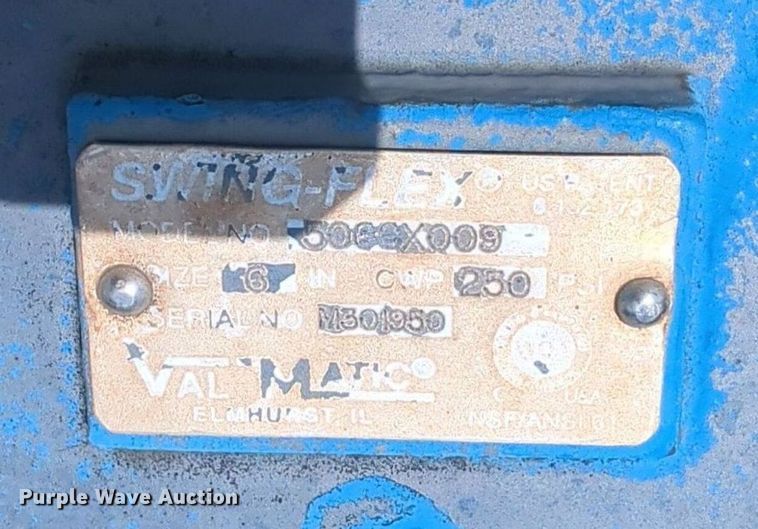 SWING-FLEX®
US PATENT
MODEL NO
SIZE 6 IN CWP 250 PSI
SERIAL NO M301950
VAL MATIC®
C USA
ELMHURST IL NSF/ANSI 61
Purple Wave Auction